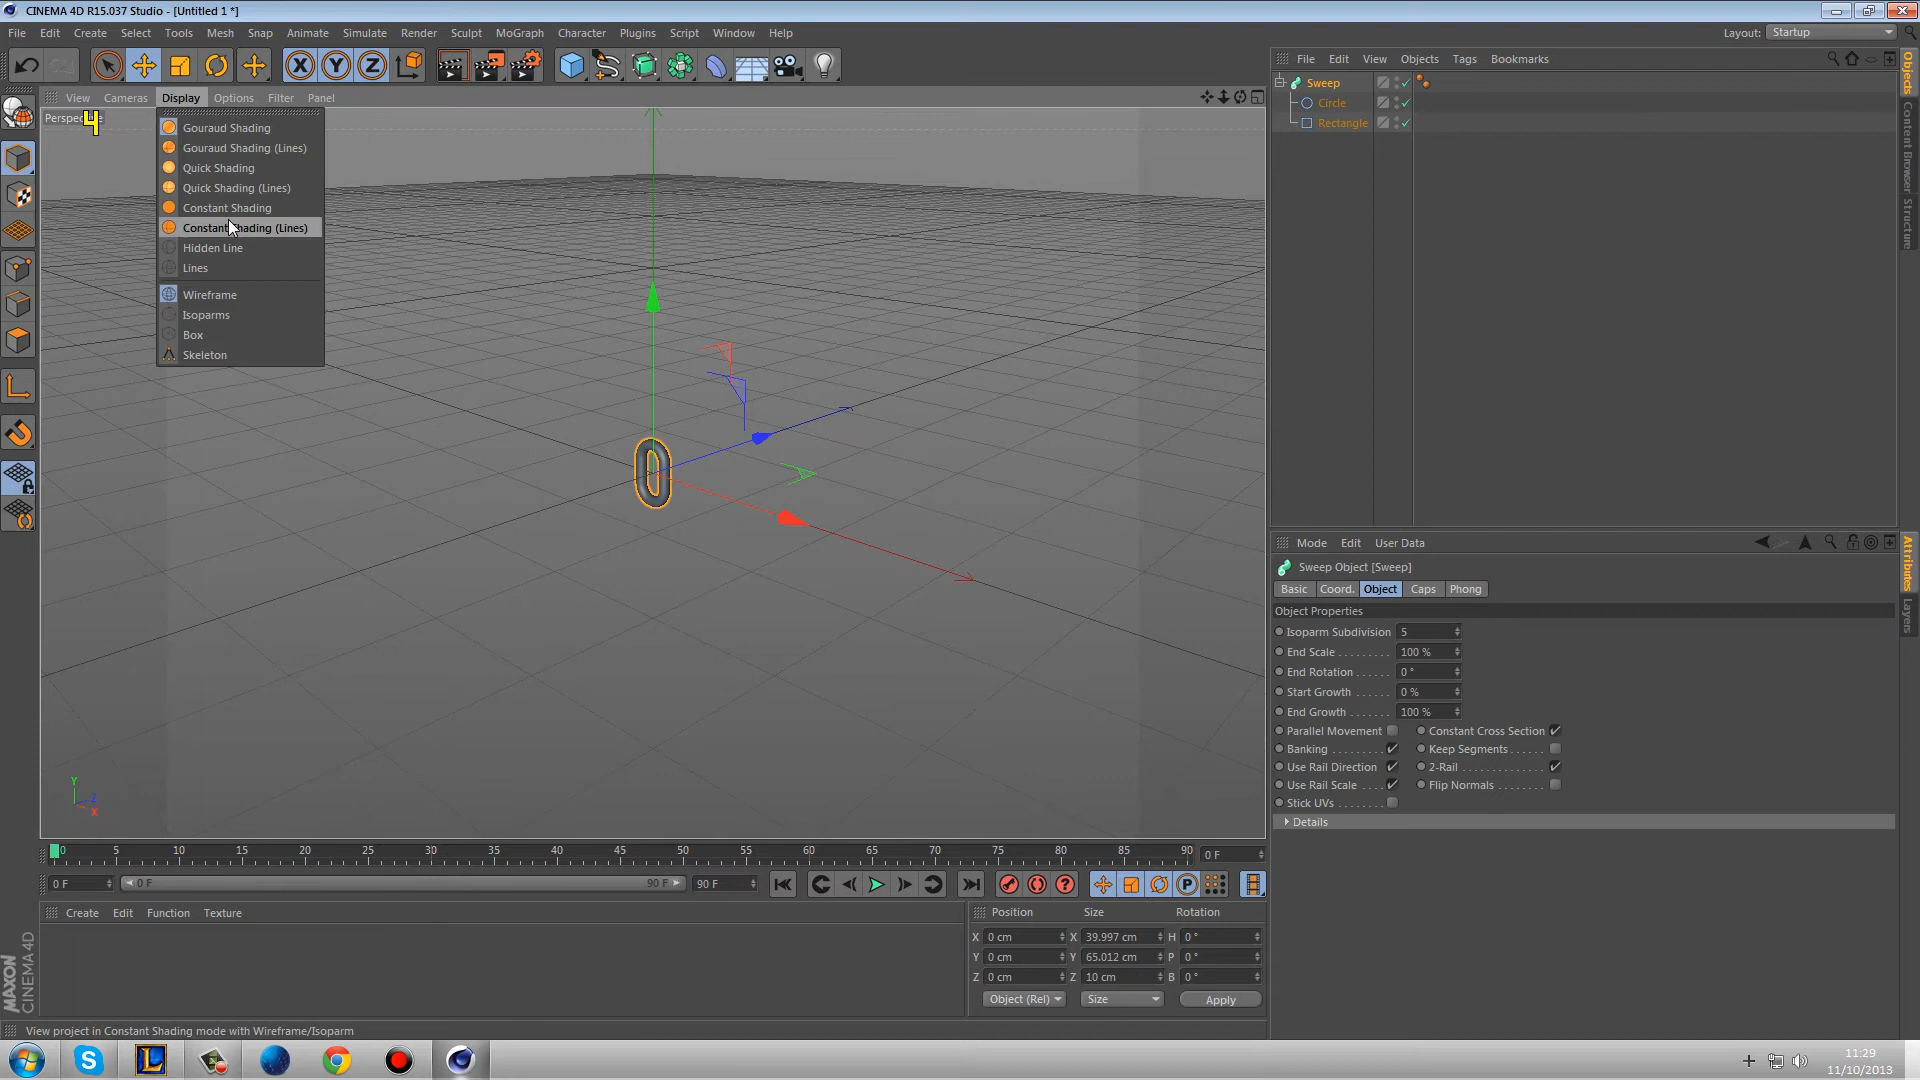 CINEMA 4D R15.037 Studio - [Untitled 1 *]
File Edit Create Select Tools Mesh Snap Animate Simulate Render Sculpt MoGraph Character Plugins Script Window Help
Layout: Startup
File Edit View Objects Tags Bookmarks
Sweep
Circle
Rectangle
View Cameras Display Options Filter Panel
4
Gouraud Shading
Gouraud Shading (Lines)
Quick Shading
Quick Shading (Lines)
Constant Shading
Constant Shading (Lines)
Hidden Line
Lines
Wireframe
Isoparms
Box
Skeleton
Y
Z
X
Objects
Content Browser
Structure
Mode Edit User Data
Sweep Object [Sweep]
Basic Coord. Object Caps Phong
Object Properties
Isoparm Subdivision 5
End Scale 100 %
End Rotation 0 °
Start Growth 0 %
End Growth 100 %
Parallel Movement Constant Cross Section
Banking Keep Segments
Use Rail Direction 2-Rail
Use Rail Scale Flip Normals
Stick UVs
Details
Attributes
Layers
0 5 10 15 20 25 30 35 40 45 50 55 60 65 70 75 80 85 90 0 F
0 F 0 F 90 F 90 F
Create Edit Function Texture
Position Size Rotation
X 0 cm X 39.997 cm H 0 °
Y 0 cm Y 65.012 cm P 0 °
Z 0 cm Z 10 cm B 0 °
Object (Rel) Size Apply
MAXON
CINEMA 4D
View project in Constant Shading mode with Wireframe/Isoparm
11:29
11/10/2013